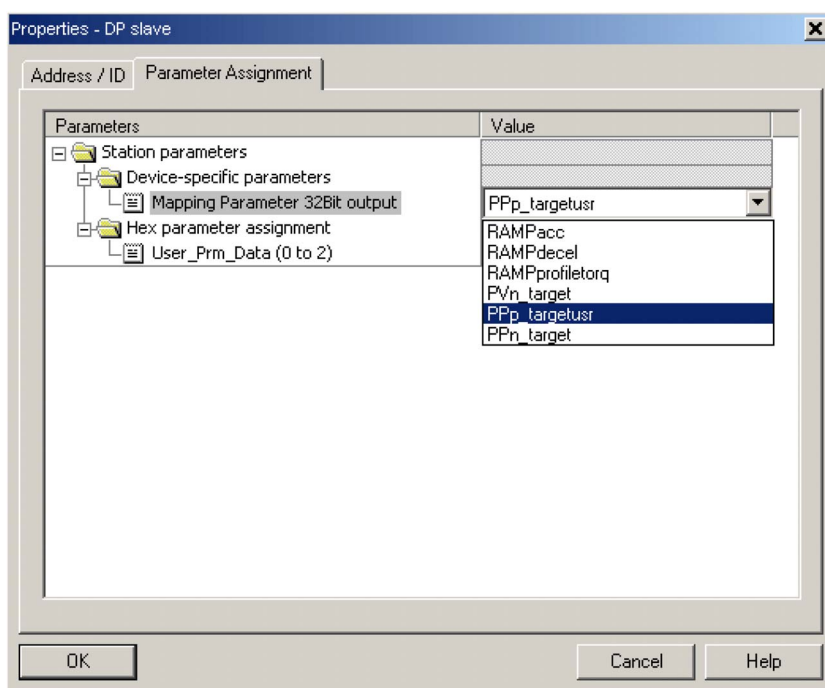 Properties - DP slave
Address / ID Parameter Assignment
Parameters Value
Station parameters
Device-specific parameters
Mapping Parameter 32Bit output PPp_targetusr
Hex parameter assignment RAMPacc
User_Prm_Data (0 to 2) RAMPdecel
RAMPprofiletorq
PVn_target
PPp_targetusr
PPn_target
OK Cancel Help